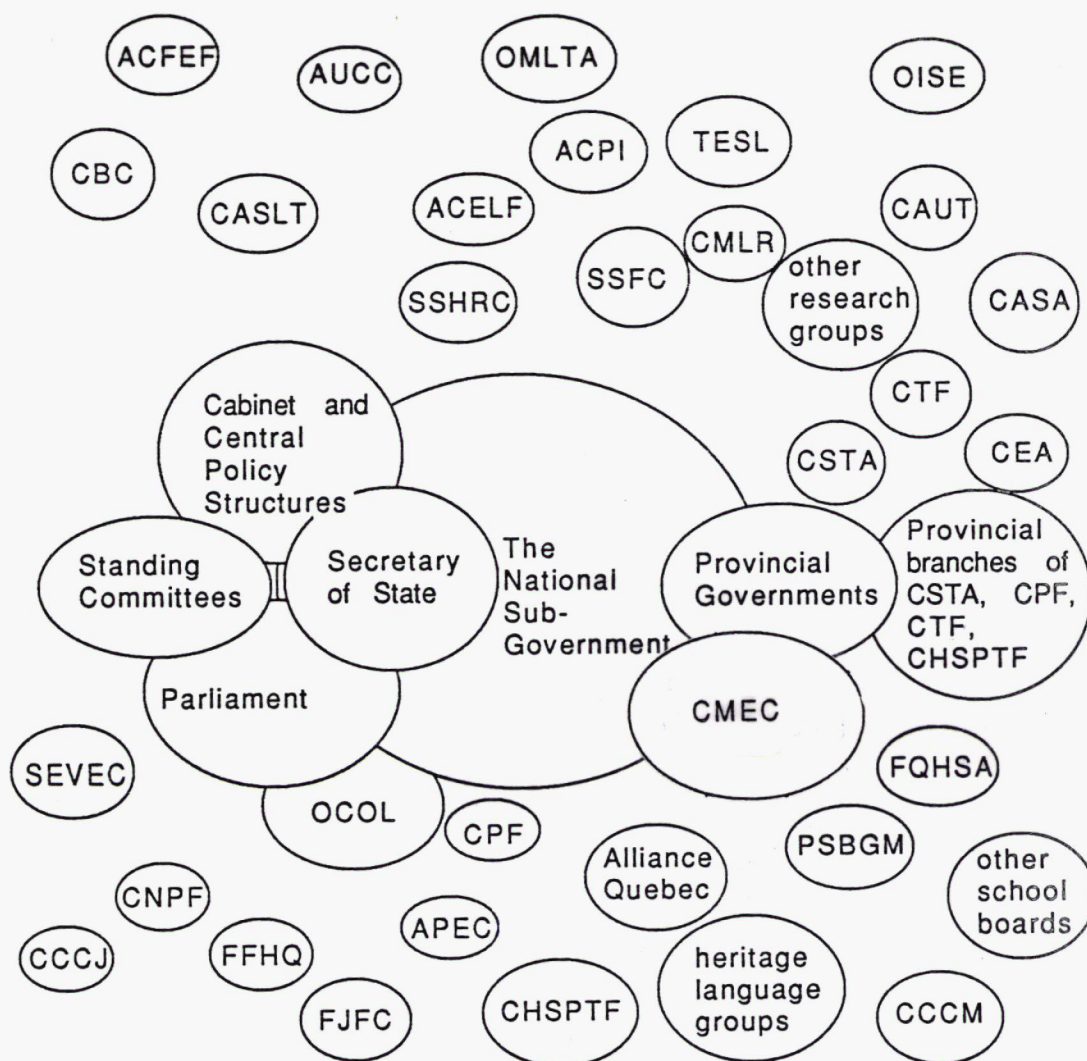 ACFEF
AUCC
OMLTA
OISE
CBC
CASLT
ACELF
ACPI
TESL
CAUT
SSHRC
SSFC
CMLR
other
research
groups
CASA
CTF
CSTA
CEA
Cabinet and
Central
Policy
Structures
Standing
Committees
Secretary
of State
The
National
Sub-
Government
Provincial
Governments
Provincial
branches of
CSTA, CPF,
CTF,
CHSPTF
Parliament
CMEC
SEVEC
OCOL
CPF
FQHSA
Alliance
Quebec
PSBGM
other
school
boards
CNPF
CCCJ
FFHQ
APEC
FJFC
CHSPTF
heritage
language
groups
CCCM